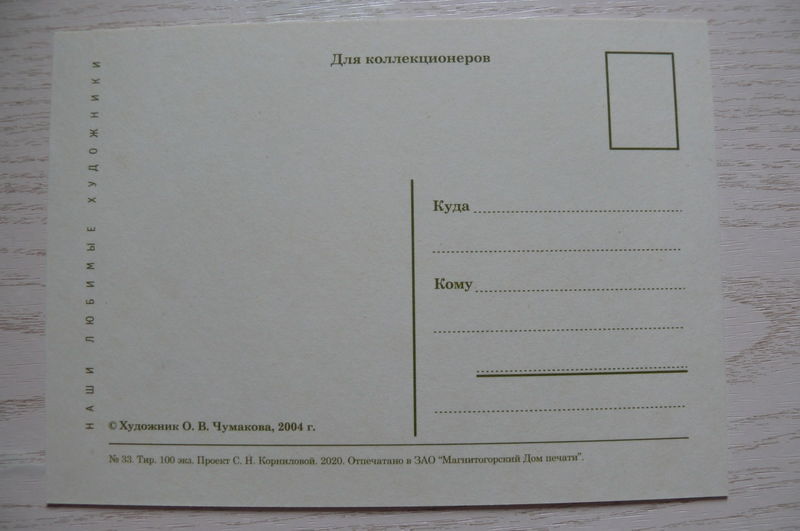 Для коллекционеров
НАШИ ЛЮБИМЫЕ ХУДОЖНИКИ
Куда
Кому
© Художник О. В. Чумакова, 2004 г.
№ 33. Тир. 100 экз. Проект С. Н. Корниловой. 2020. Отпечатано в ЗАО "Магнитогорский Дом печати".